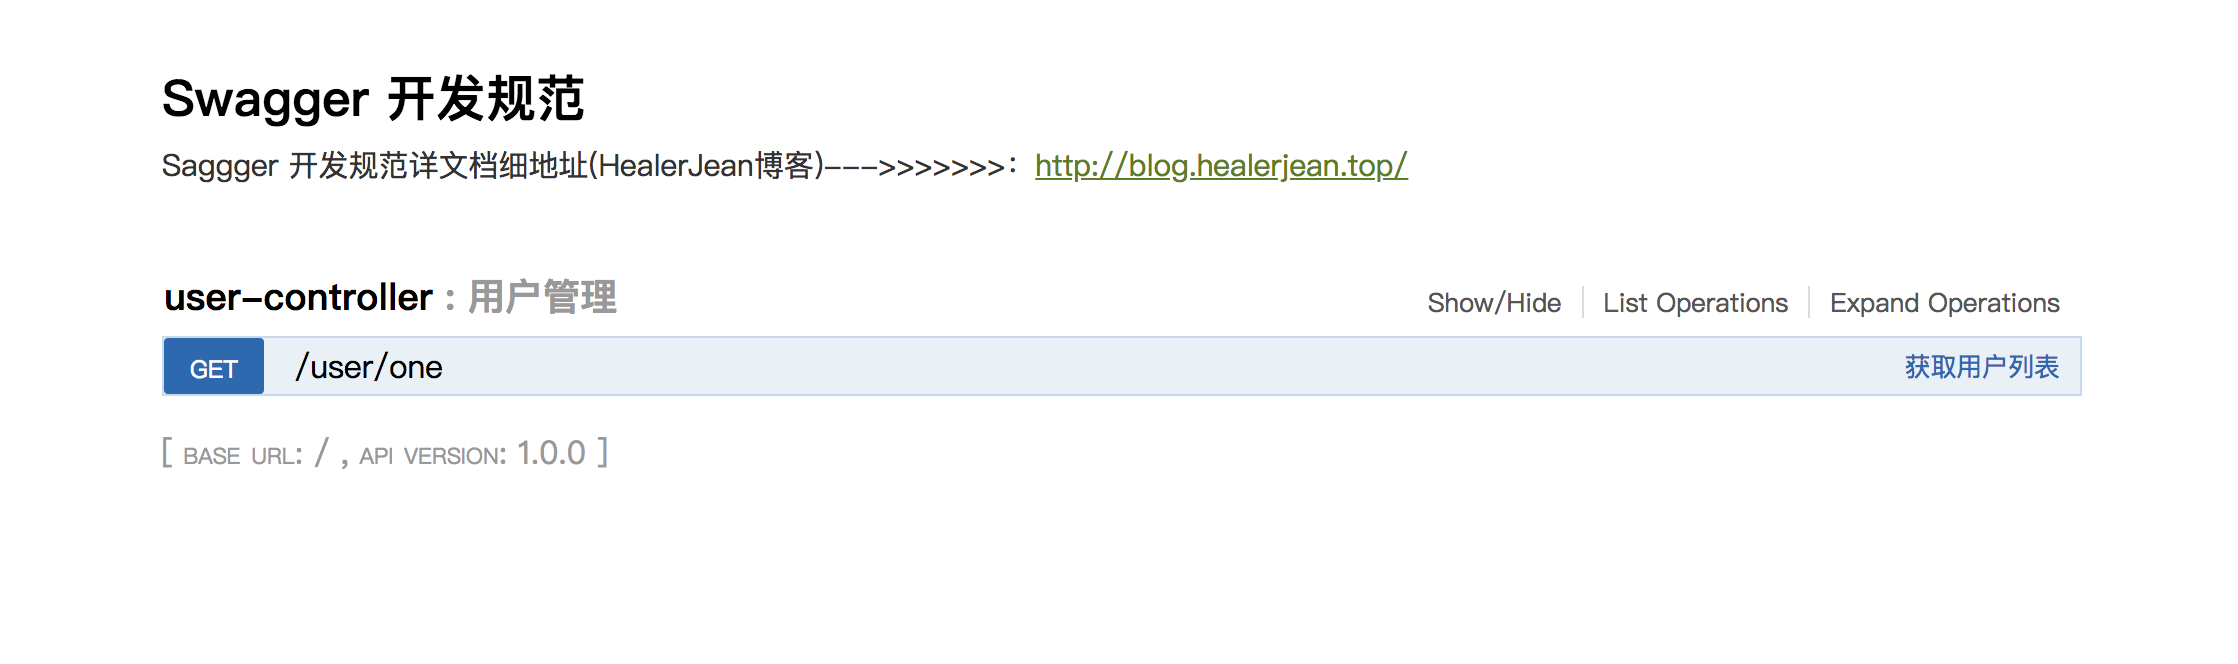 Swagger 开发规范
Saggger 开发规范详文档细地址(HealerJean博客)--->>>>>>>：http://blog.healerjean.top/
user-controller : 用户管理
Show/Hide
List Operations
Expand Operations
GET
/user/one
获取用户列表
[ BASE URL: / , API VERSION: 1.0.0 ]